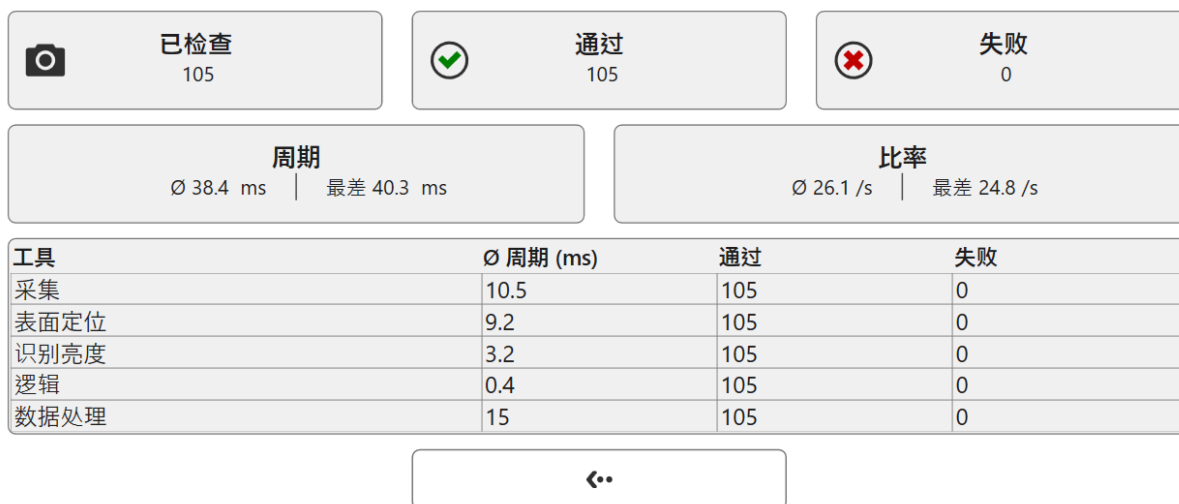 已检查
105
通过
105
失败
0
周期
Ø 38.4 ms | 最差 40.3 ms
比率
Ø 26.1 /s | 最差 24.8 /s
工具 Ø 周期 (ms) 通过 失败
采集 10.5 105 0
表面定位 9.2 105 0
识别亮度 3.2 105 0
逻辑 0.4 105 0
数据处理 15 105 0